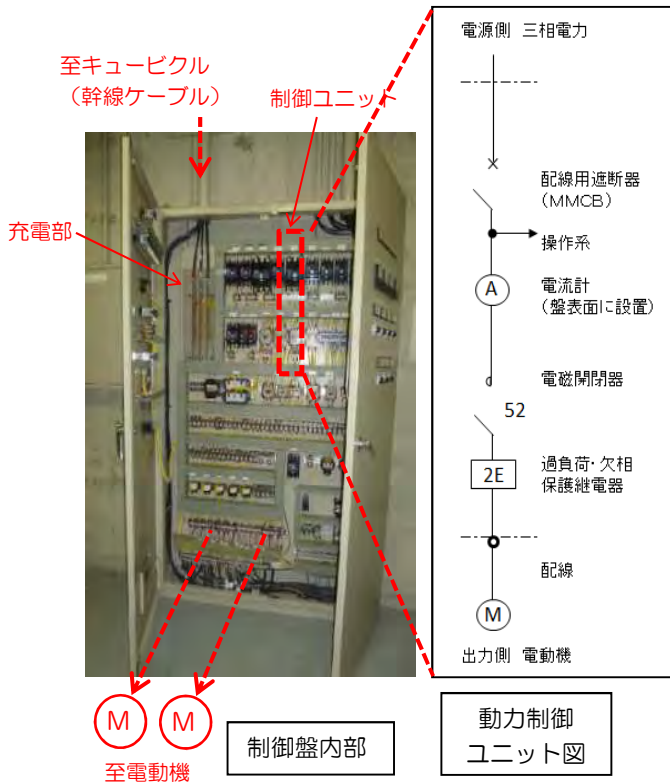 至キュービクル
（幹線ケーブル）
制御ユニット
充電部
M
M
至電動機
制御盤内部
電源側 三相電力
配線用遮断器
（MMCB）
操作系
A
電流計
（盤表面に設置）
電磁開閉器
52
2E
過負荷・欠相
保護継電器
配線
M
出力側 電動機
動力制御
ユニット図